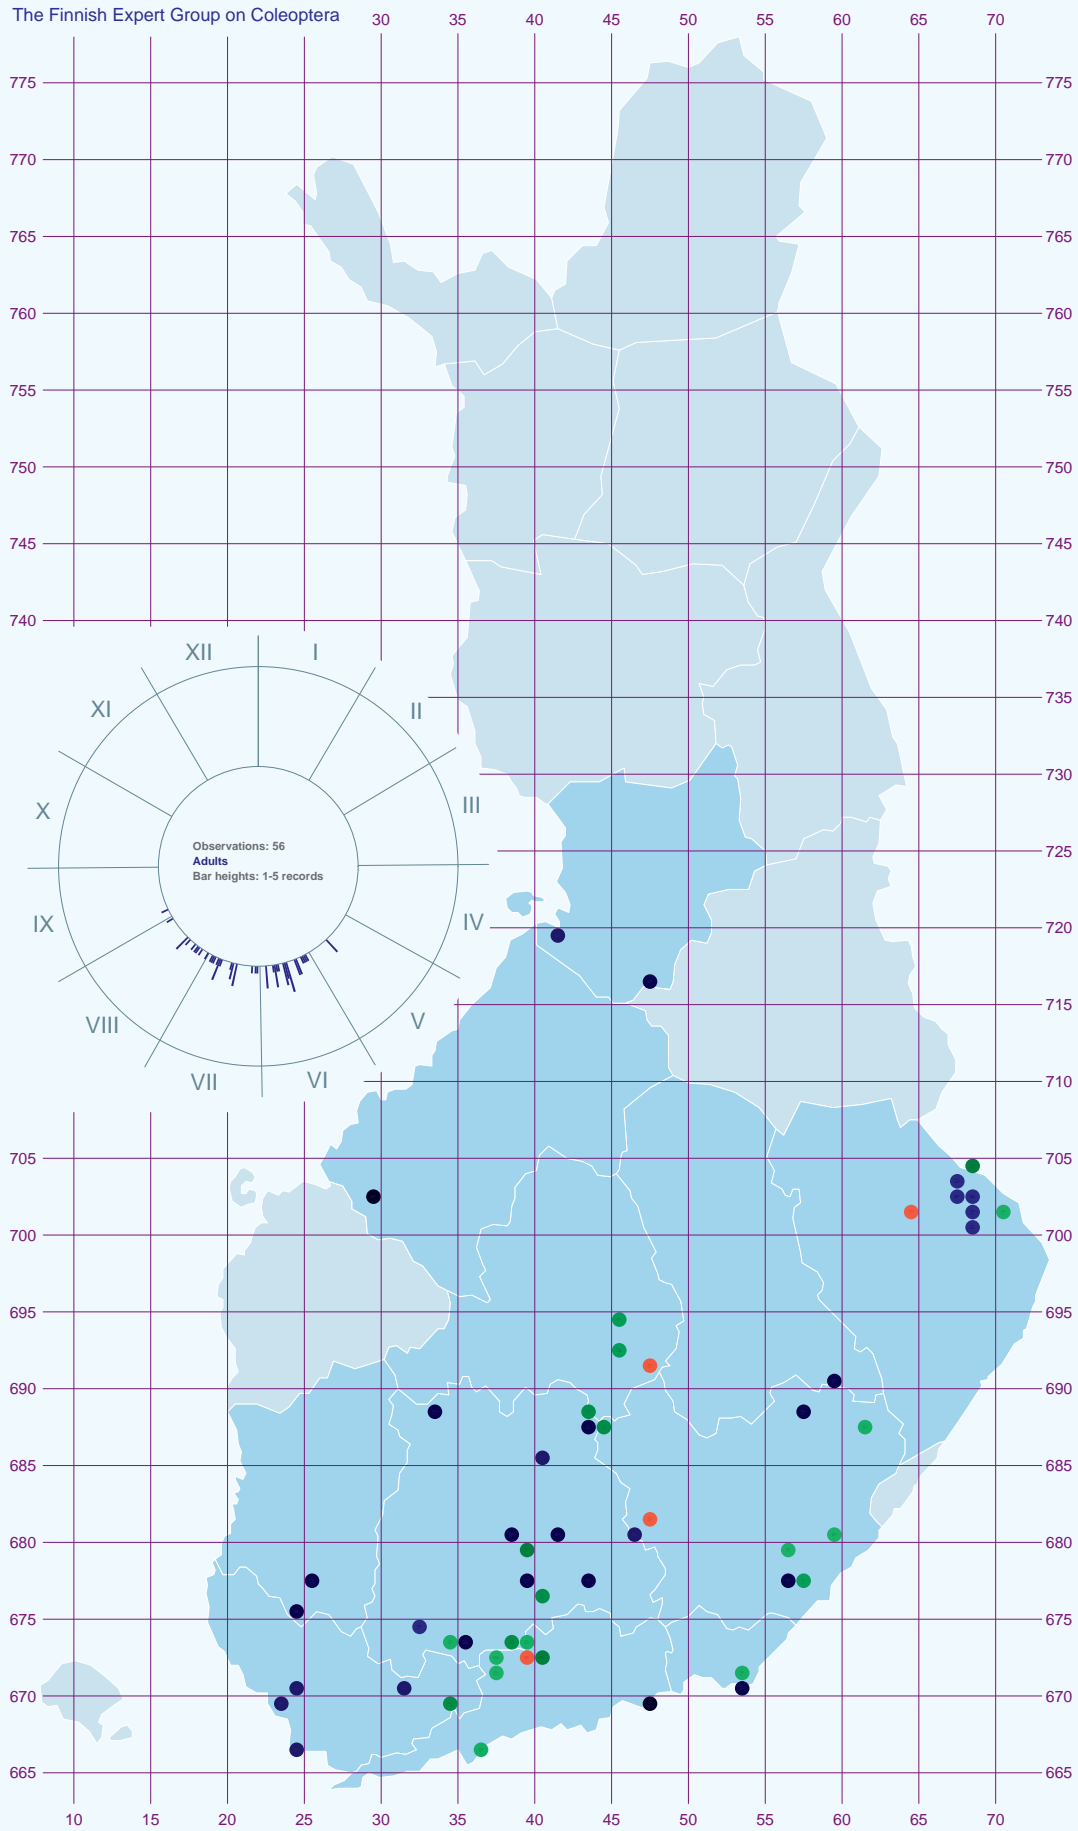 The Finnish Expert Group on Coleoptera
30 35 40 45 50 55 60 65 70
775 775
770 770
765 765
760 760
755 755
750 750
745 745
740 740
XII I
XI II
735
730
X III
Observations: 56
Adults
Bar heights: 1-5 records
725
IX IV 720
VIII V
715
VII VI
710
705 705
700 700
695 695
690 690
685 685
680 680
675 675
670 670
665 665
10 15 20 25 30 35 40 45 50 55 60 65 70